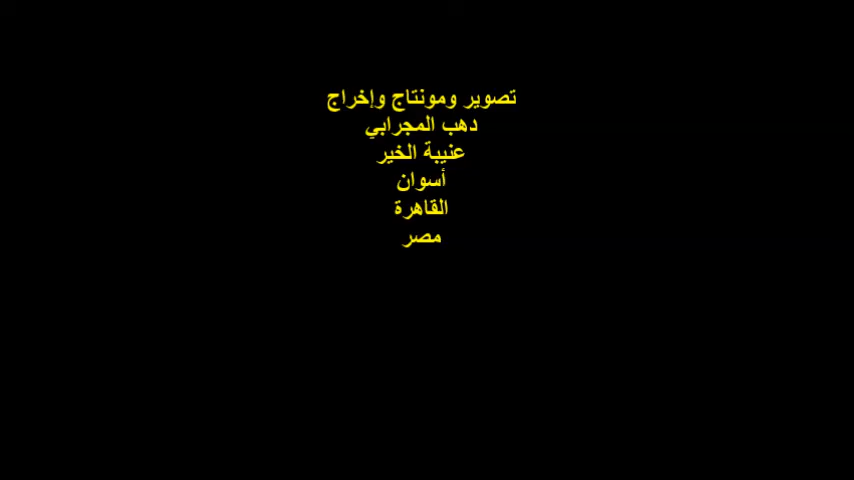 تصوير ومونتاج وإخراج
دهب المجرابي
عنيبة الخير
أسوان
القاهرة
مصر